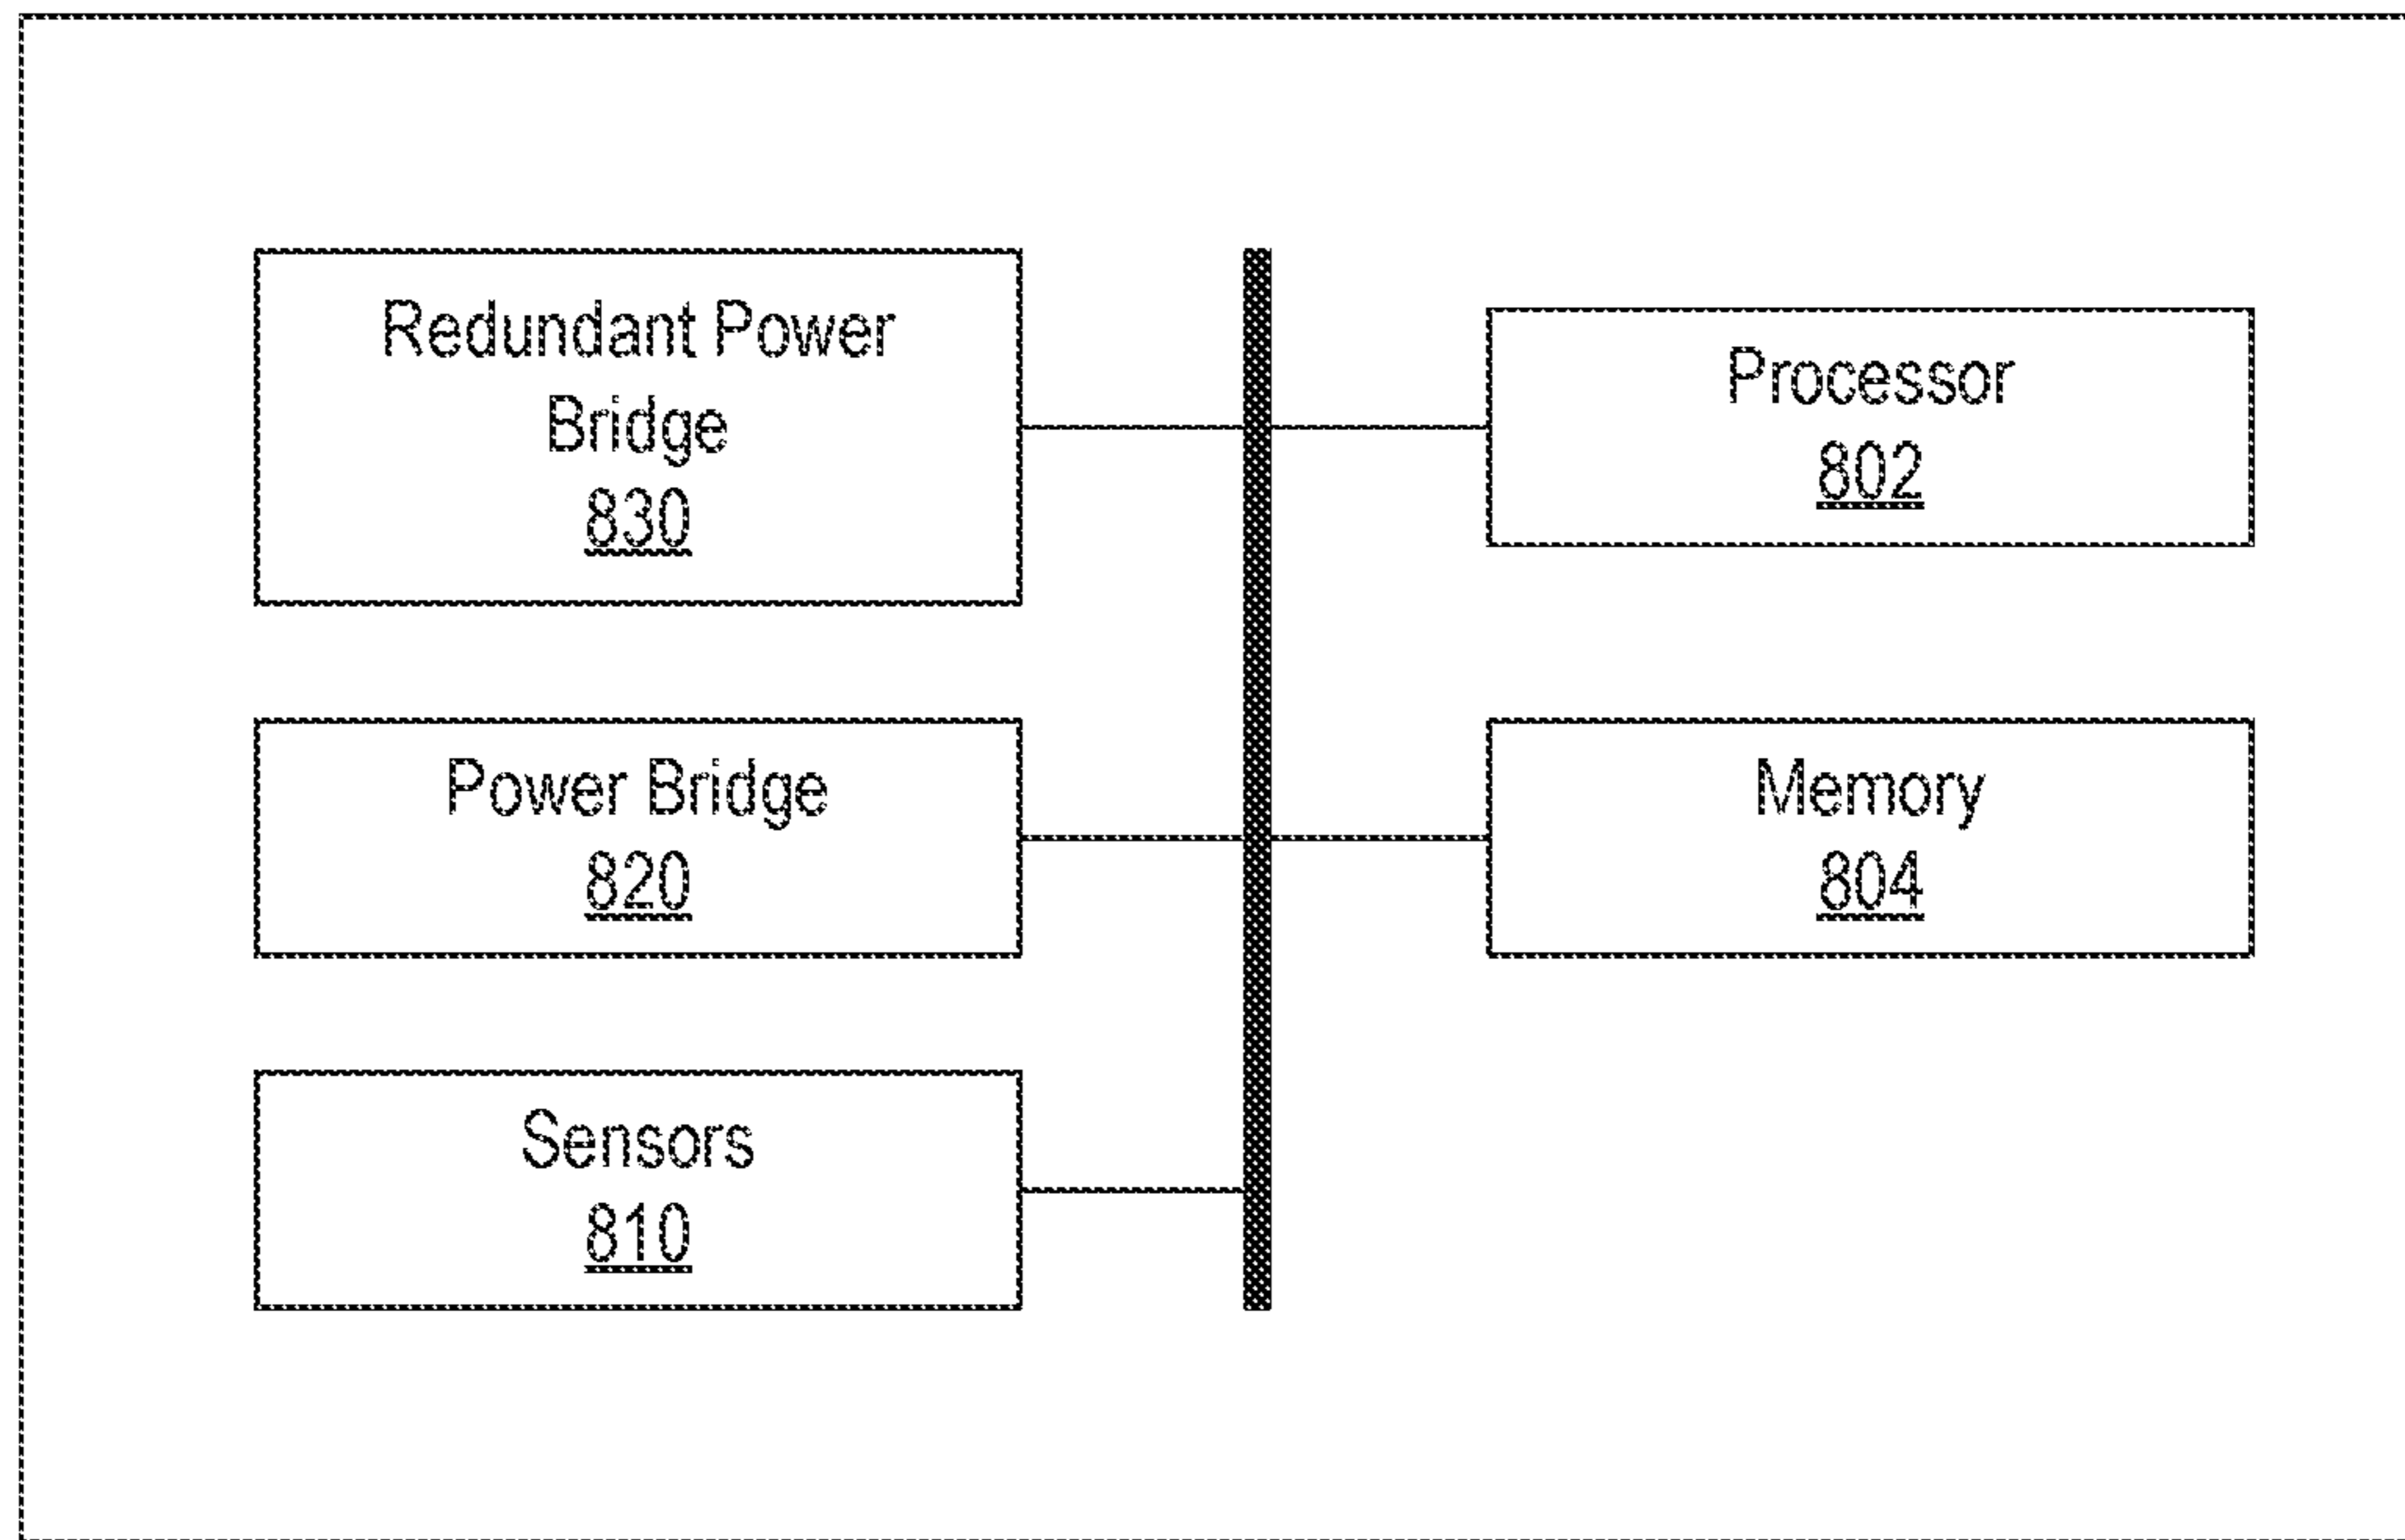 Redundant Power
Bridge
830
Processor
802
Power Bridge
820
Memory
804
Sensors
810